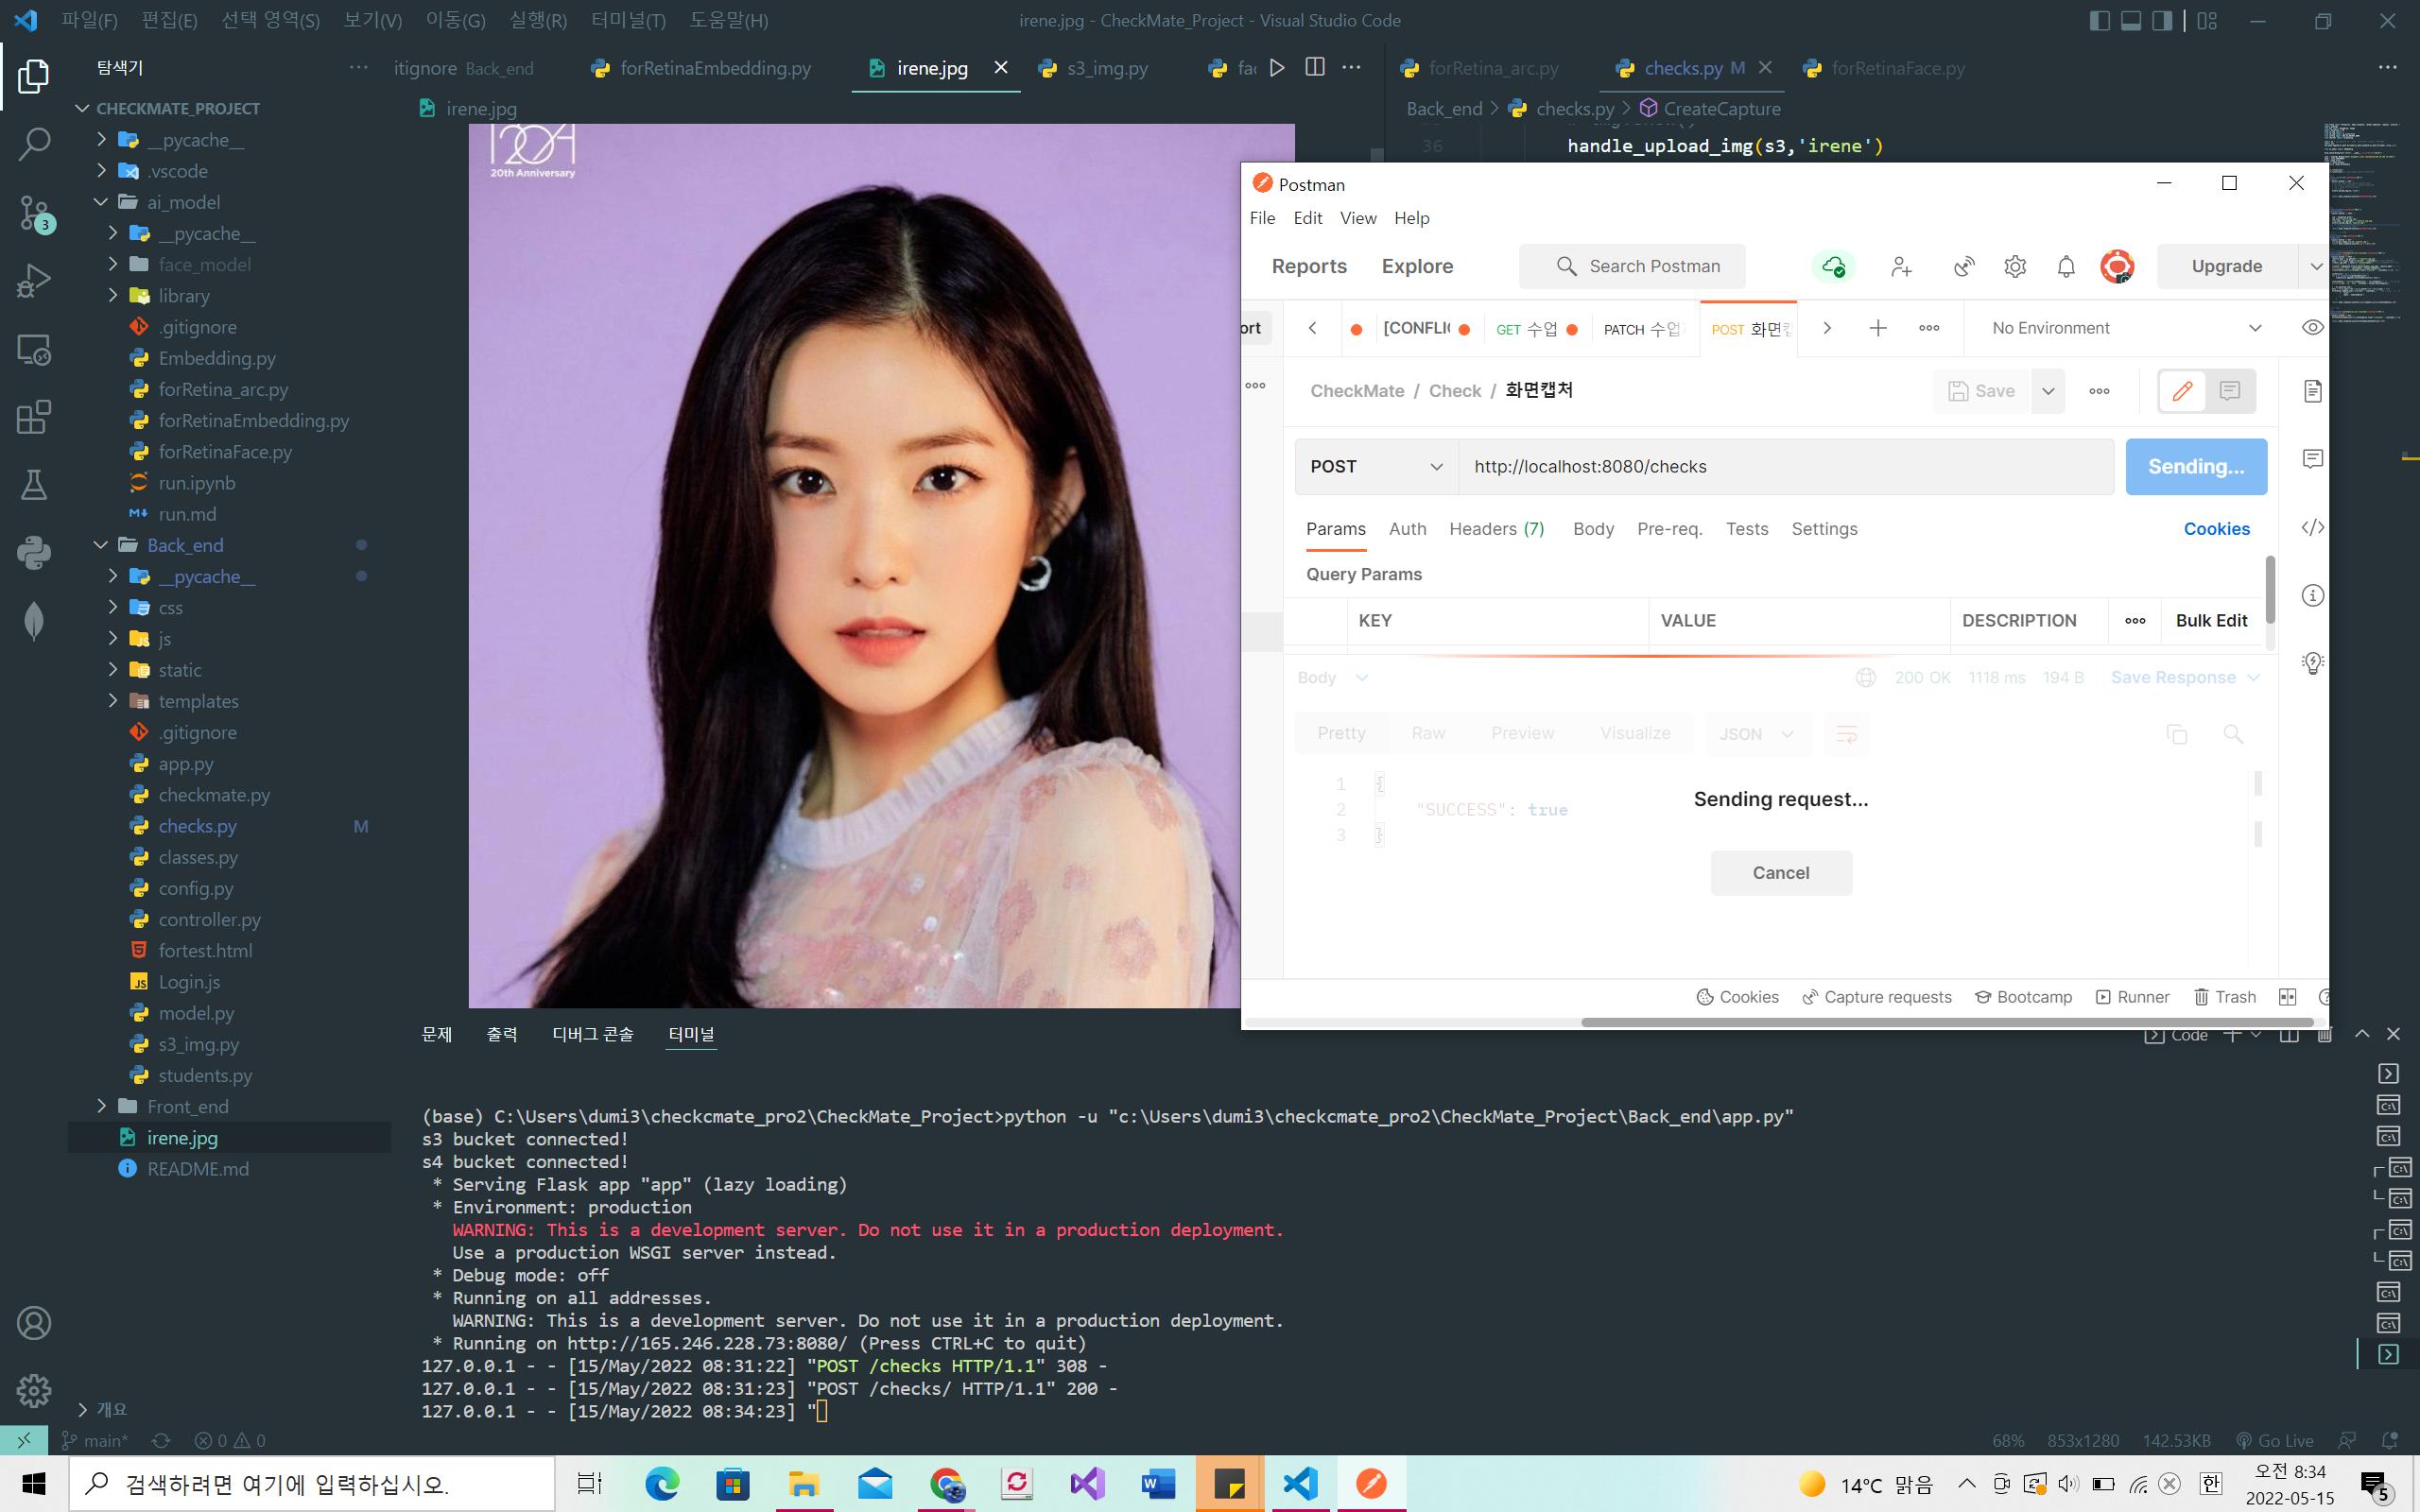 파일(F) 편집(E) 선택 영역(S) 보기(V) 이동(G) 실행(R) 터미널(T) 도움말(H)
irene.jpg - CheckMate_Project - Visual Studio Code
탐색기
CHECKMATE_PROJECT
__pycache__
.vscode
ai_model
__pycache__
face_model
library
.gitignore
Embedding.py
forRetina_arc.py
forRetinaEmbedding.py
forRetinaFace.py
run.ipynb
run.md
Back_end
__pycache__
css
js
static
templates
.gitignore
app.py
checkmate.py
checks.py M
classes.py
config.py
controller.py
fortest.html
Login.js
model.py
s3_img.py
students.py
Front_end
irene.jpg
README.md
개요
3
itignore Back_end
forRetinaEmbedding.py
irene.jpg
s3_img.py
irene.jpg
20th Anniversary
forRetina_arc.py
checks.py M
forRetinaFace.py
Back_end > checks.py > CreateCapture
36 handle_upload_img(s3,'irene')
Postman
File Edit View Help
Reports Explore Search Postman Upgrade
ort
[CONFLI
GET 수업
PATCH 수업
POST 화면캡
No Environment
CheckMate / Check / 화면캡처
Save
POST http://localhost:8080/checks Sending...
Params Auth Headers (7) Body Pre-req. Tests Settings Cookies
Query Params
KEY VALUE DESCRIPTION Bulk Edit
Body 200 OK 1118 ms 194 B Save Response
Pretty Raw Preview Visualize JSON
1 {
2 "SUCCESS": true
3 }
Sending request...
Cancel
Cookies Capture requests Bootcamp Runner Trash
문제 출력 디버그 콘솔 터미널
Code
(base) C:\Users\dumi3\checkcmate_pro2\CheckMate_Project>python -u "c:\Users\dumi3\checkcmate_pro2\CheckMate_Project\Back_end\app.py"
s3 bucket connected!
s4 bucket connected!
* Serving Flask app "app" (lazy loading)
* Environment: production
WARNING: This is a development server. Do not use it in a production deployment.
Use a production WSGI server instead.
* Debug mode: off
* Running on all addresses.
WARNING: This is a development server. Do not use it in a production deployment.
* Running on http://165.246.228.73:8080/ (Press CTRL+C to quit)
127.0.0.1 - - [15/May/2022 08:31:22] "POST /checks HTTP/1.1" 308 -
127.0.0.1 - - [15/May/2022 08:31:23] "POST /checks/ HTTP/1.1" 200 -
127.0.0.1 - - [15/May/2022 08:34:23] "
main* 0 0
68% 853x1280 142.53KB Go Live
검색하려면 여기에 입력하십시오.
14°C 맑음
한
오전 8:34
2022-05-15
5